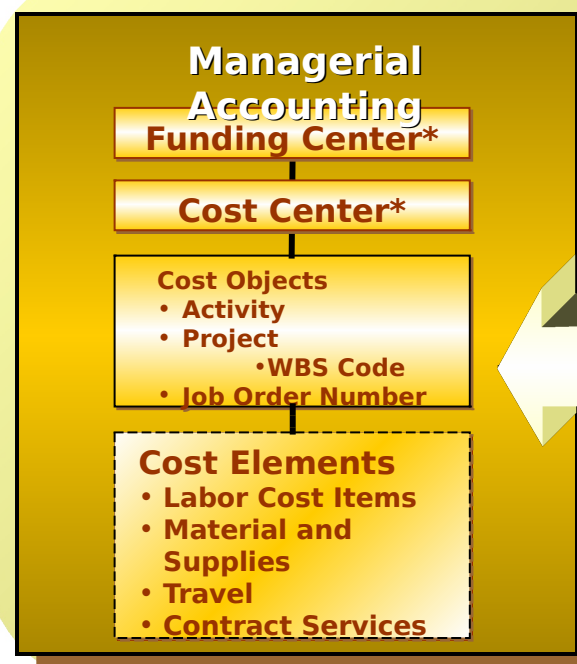 Managerial
Accounting
Funding Center*
Cost Center*
Cost Objects
• Activity
• Project
•WBS Code
• Job Order Number
Cost Elements
• Labor Cost Items
• Material and
Supplies
• Travel
• Contract Services